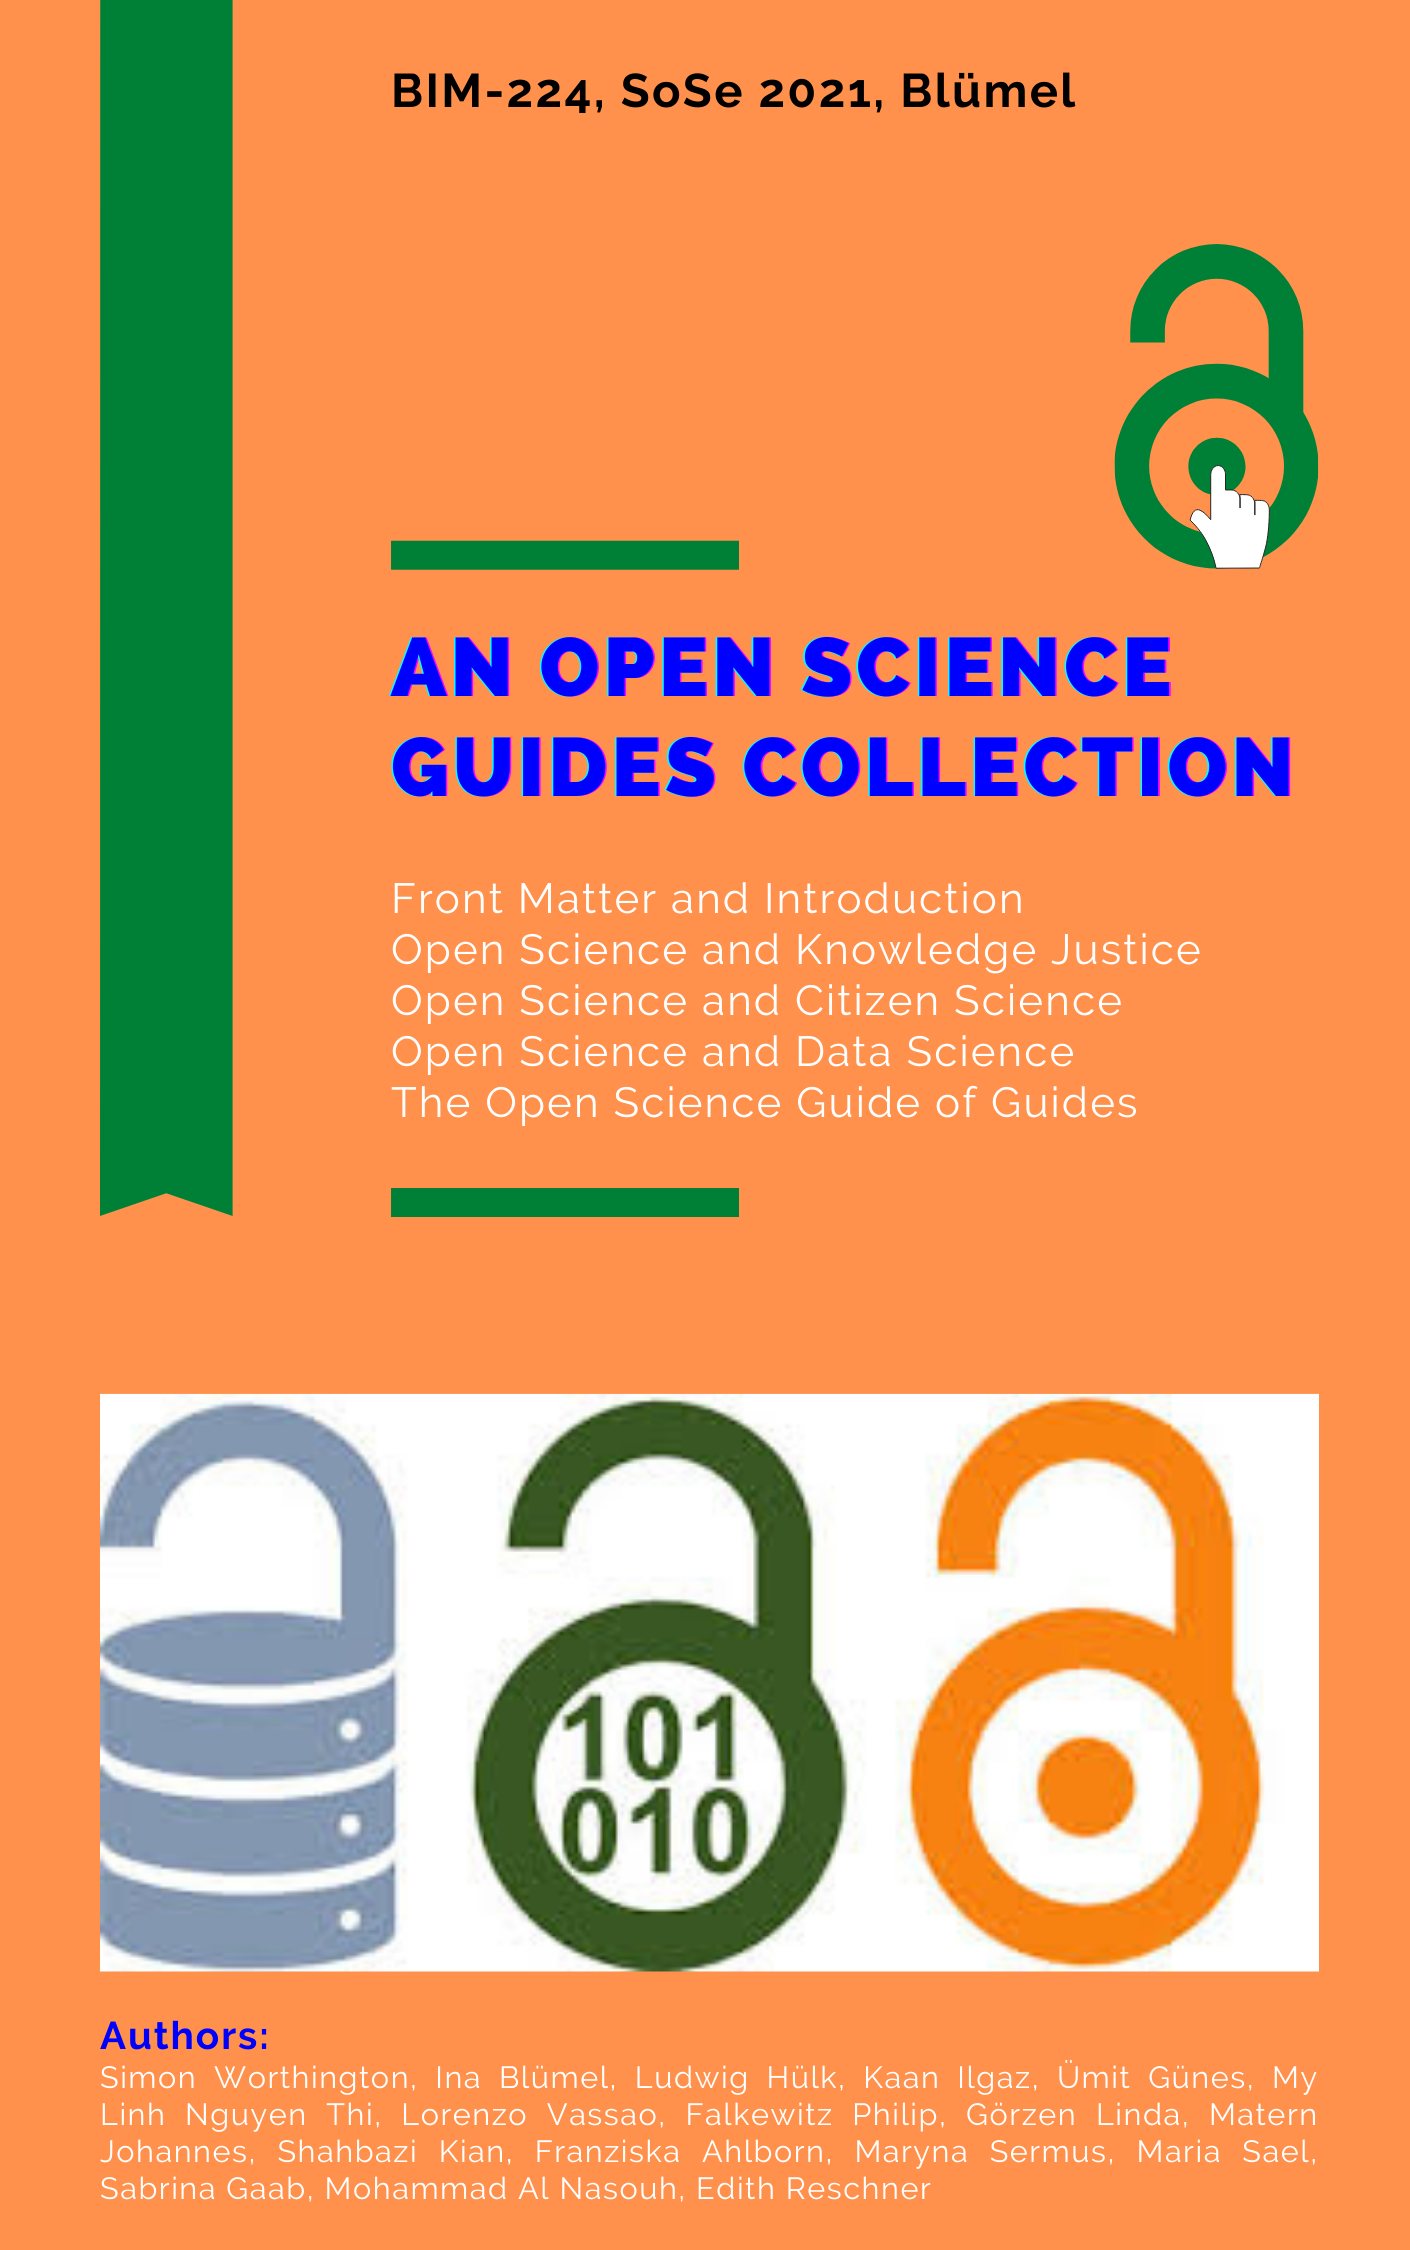 BIM-224, SoSe 2021, Blümel
AN OPEN SCIENCE
GUIDES COLLECTION
Front Matter and Introduction
Open Science and Knowledge Justice
Open Science and Citizen Science
Open Science and Data Science
The Open Science Guide of Guides
101
010
Authors:
Simon Worthington, Ina Blümel, Ludwig Hülk, Kaan Ilgaz, Ümit Günes, My
Linh Nguyen Thi, Lorenzo Vassao, Falkewitz Philip, Görzen Linda, Matern
Johannes, Shahbazi Kian, Franziska Ahlborn, Maryna Sermus, Maria Sael,
Sabrina Gaab, Mohammad Al Nasouh, Edith Reschner